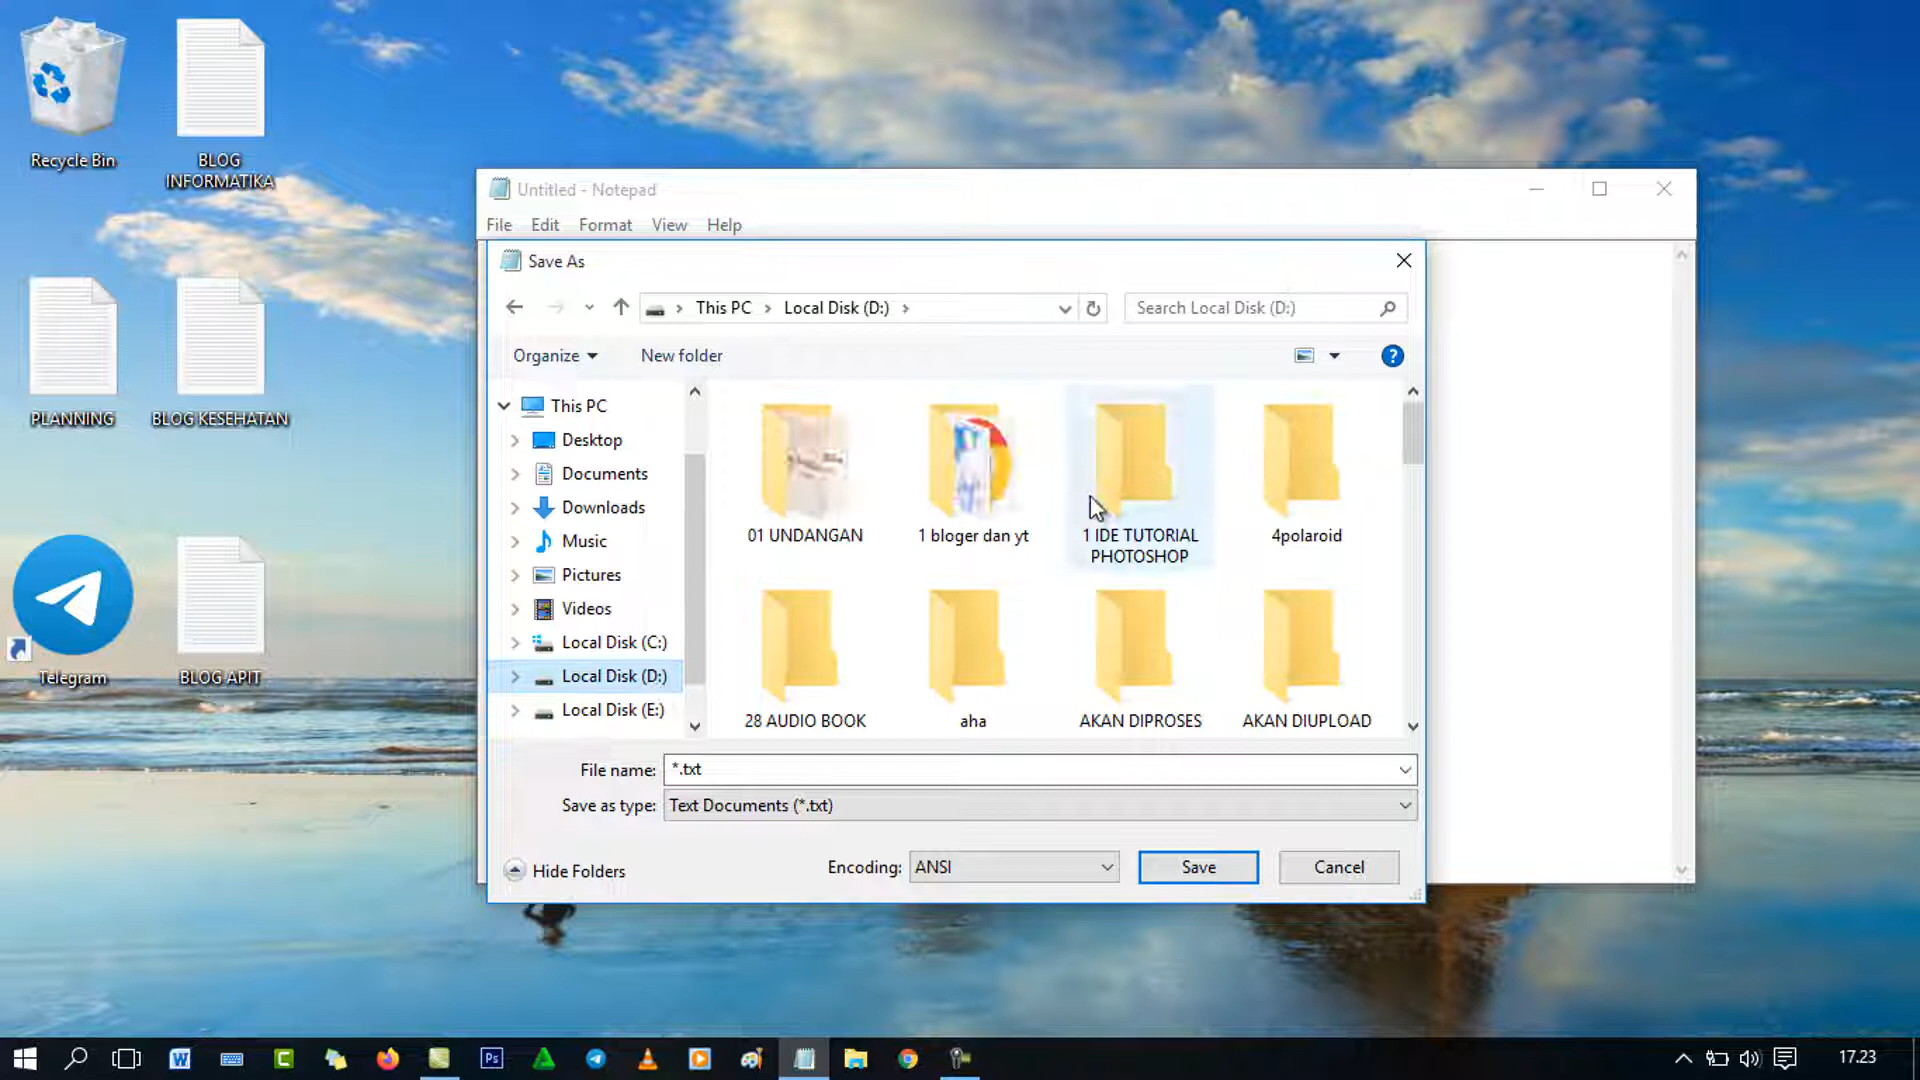 Recycle Bin
BLOG
INFORMATIKA
PLANNING
BLOG KESEHATAN
Telegram
BLOG APIT
Untitled - Notepad
File Edit Format View Help
Save As
This PC Local Disk (D:)
Search Local Disk (D:)
Organize
New folder
?
This PC
Desktop
Documents
Downloads
Music
Pictures
Videos
Local Disk (C:)
Local Disk (D:)
Local Disk (E:)
01 UNDANGAN
1 bloger dan yt
1 IDE TUTORIAL
PHOTOSHOP
4polaroid
28 AUDIO BOOK
aha
AKAN DIPROSES
AKAN DIUPLOAD
File name: *.txt
Save as type: Text Documents (*.txt)
Hide Folders
Encoding: ANSI
Save
Cancel
W
C
Ps
17.23